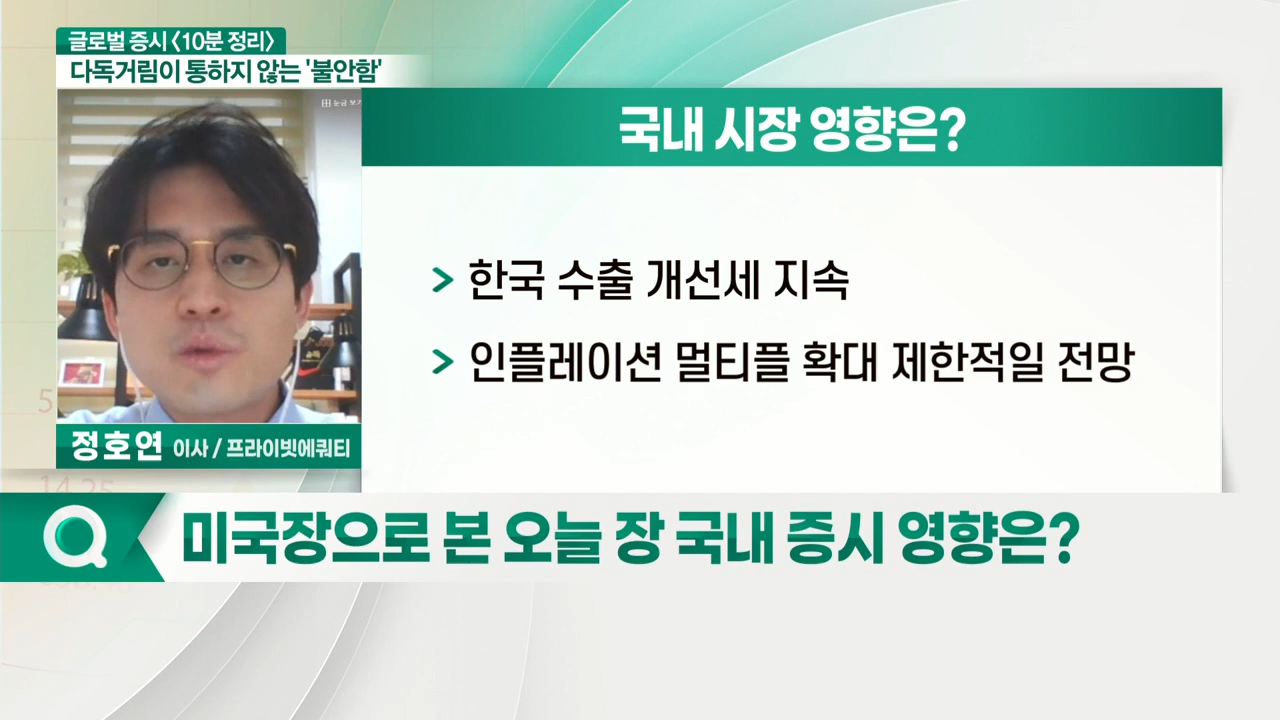 글로벌 증시 <10분 정리>
다독거림이 통하지 않는 '불안함'
국내 시장 영향은?
> 한국 수출 개선세 지속
> 인플레이션 멀티플 확대 제한적일 전망
정호연 이사 / 프라이빗에쿼티
Q 미국장으로 본 오늘 장 국내 증시 영향은?